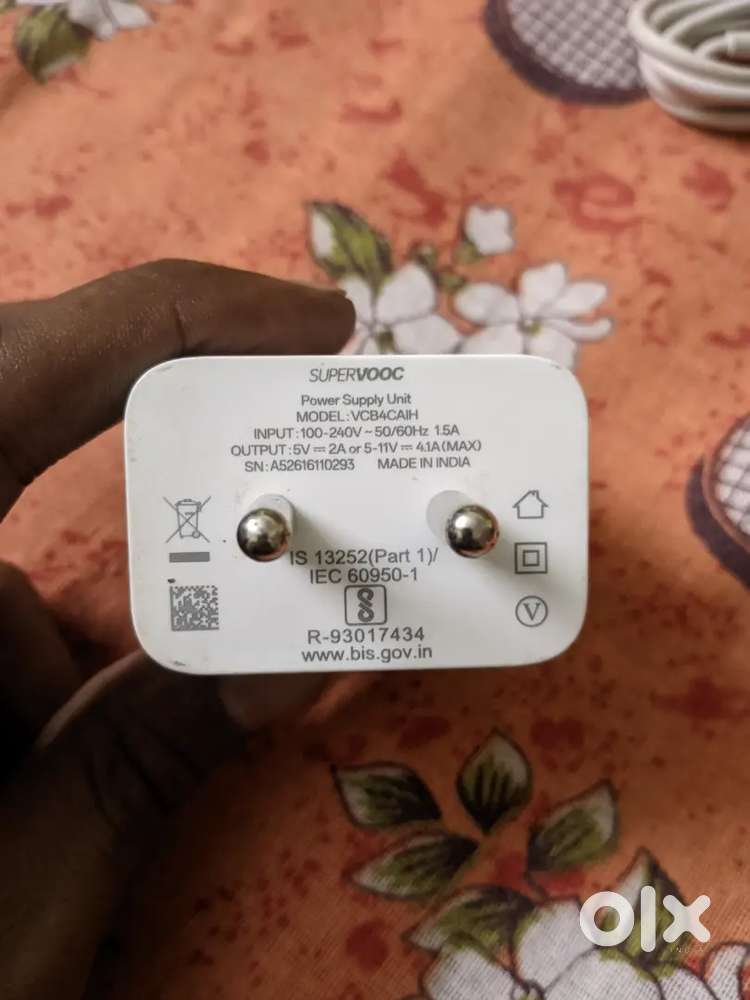 SUPERVOOC
Power Supply Unit
MODEL:VCB4CAIH
INPUT:100-240V~50/60Hz 1.5A
OUTPUT:5V⎓2A or 5-11V⎓4.1A(MAX)
SN:A52616110293 MADE IN INDIA
IS 13252(Part 1)/
IEC 60950-1
R-93017434
www.bis.gov.in
V
olx